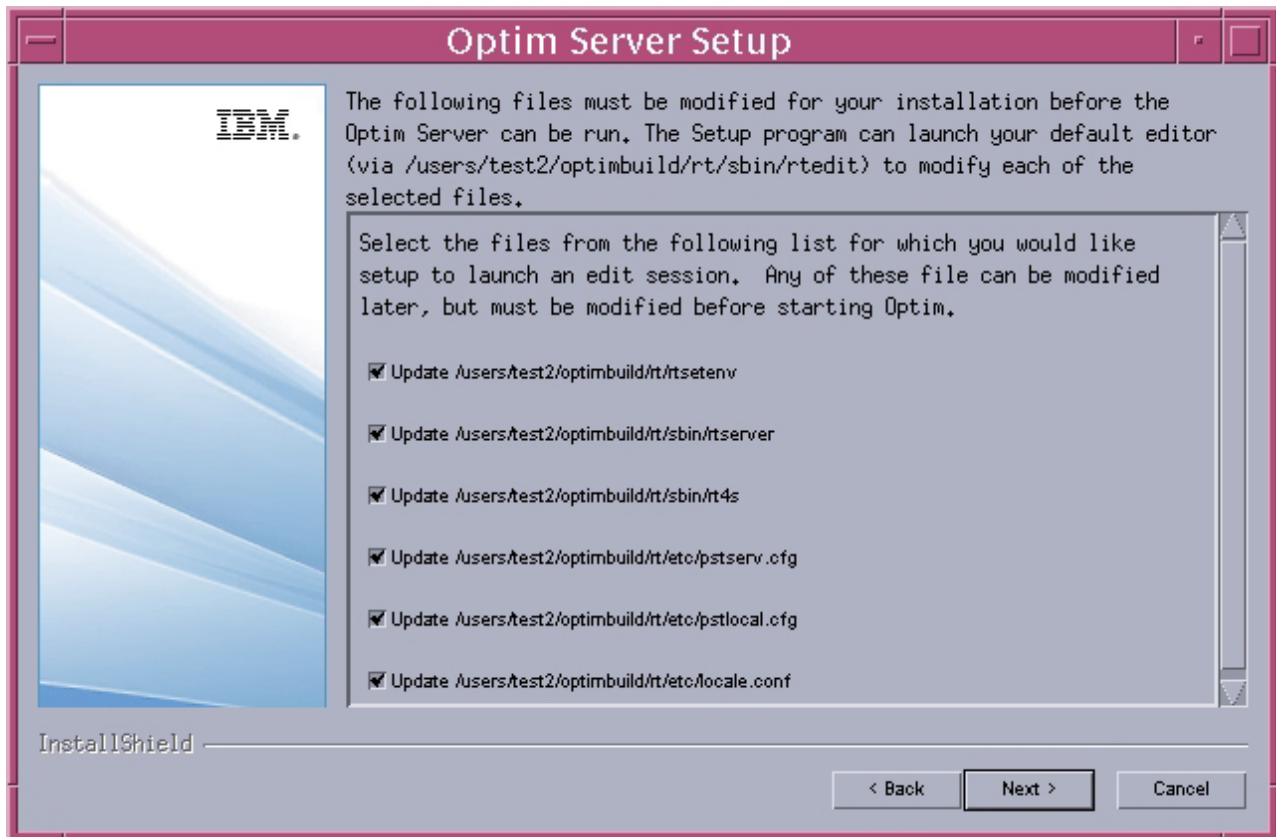 Optim Server Setup
IBM.
The following files must be modified for your installation before the
Optim Server can be run. The Setup program can launch your default editor
(via /users/test2/optimbuild/rt/sbin/rtedit) to modify each of the
selected files.
Select the files from the following list for which you would like
setup to launch an edit session.  Any of these file can be modified
later, but must be modified before starting Optim.
Update /users/test2/optimbuild/rt/rtsetenv
Update /users/test2/optimbuild/rt/sbin/rtserver
Update /users/test2/optimbuild/rt/sbin/rt4s
Update /users/test2/optimbuild/rt/etc/pstserv.cfg
Update /users/test2/optimbuild/rt/etc/pstlocal.cfg
Update /users/test2/optimbuild/rt/etc/locale.conf
InstallShield
< Back Next > Cancel